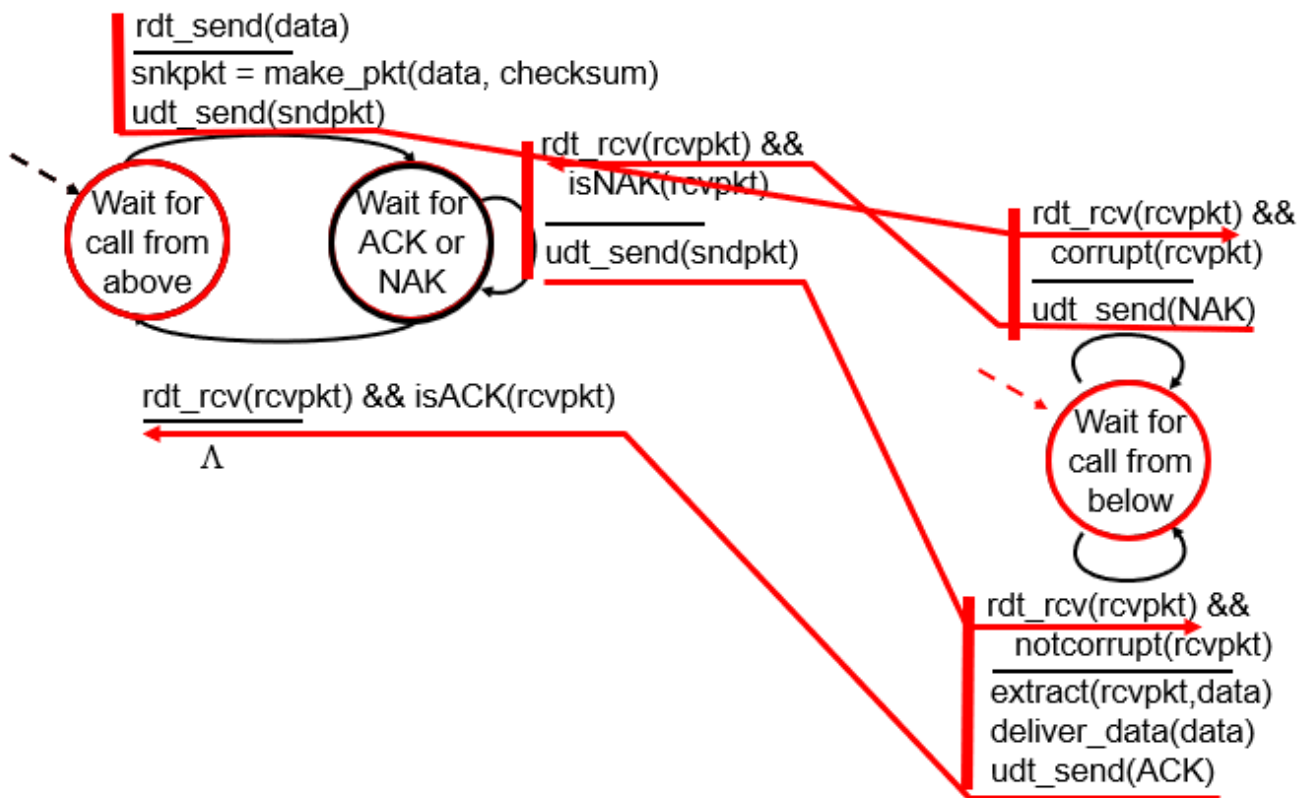 rdt_send(data)
snkpkt = make_pkt(data, checksum)
udt_send(sndpkt)
Wait for
call from
above
Wait for
ACK or
NAK
rdt_rcv(rcvpkt) &&
isNAK(rcvpkt)
udt_send(sndpkt)
rdt_rcv(rcvpkt) && isACK(rcvpkt)
Λ
rdt_rcv(rcvpkt) &&
corrupt(rcvpkt)
udt_send(NAK)
Wait for
call from
below
rdt_rcv(rcvpkt) &&
notcorrupt(rcvpkt)
extract(rcvpkt,data)
deliver_data(data)
udt_send(ACK)